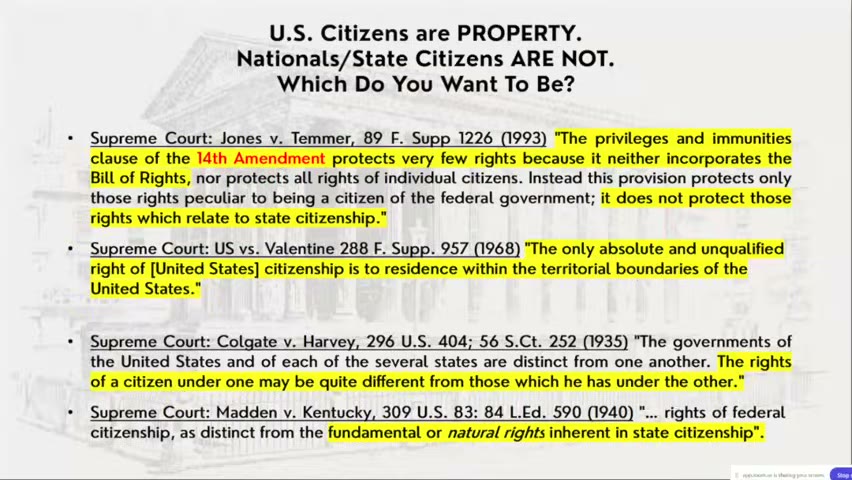 U.S. Citizens are PROPERTY.
Nationals/State Citizens ARE NOT.
Which Do You Want To Be?
• Supreme Court: Jones v. Temmer, 89 F. Supp 1226 (1993) "The privileges and immunities
clause of the 14th Amendment protects very few rights because it neither incorporates the
Bill of Rights, nor protects all rights of individual citizens. Instead this provision protects only
those rights peculiar to being a citizen of the federal government; it does not protect those
rights which relate to state citizenship."
• Supreme Court: US vs. Valentine 288 F. Supp. 957 (1968) "The only absolute and unqualified
right of [United States] citizenship is to residence within the territorial boundaries of the
United States."
• Supreme Court: Colgate v. Harvey, 296 U.S. 404; 56 S.Ct. 252 (1935) "The governments of
the United States and of each of the several states are distinct from one another. The rights
of a citizen under one may be quite different from those which he has under the other."
• Supreme Court: Madden v. Kentucky, 309 U.S. 83: 84 L.Ed. 590 (1940) "... rights of federal
citizenship, as distinct from the fundamental or natural rights inherent in state citizenship".
is sharing your screen.
Stop